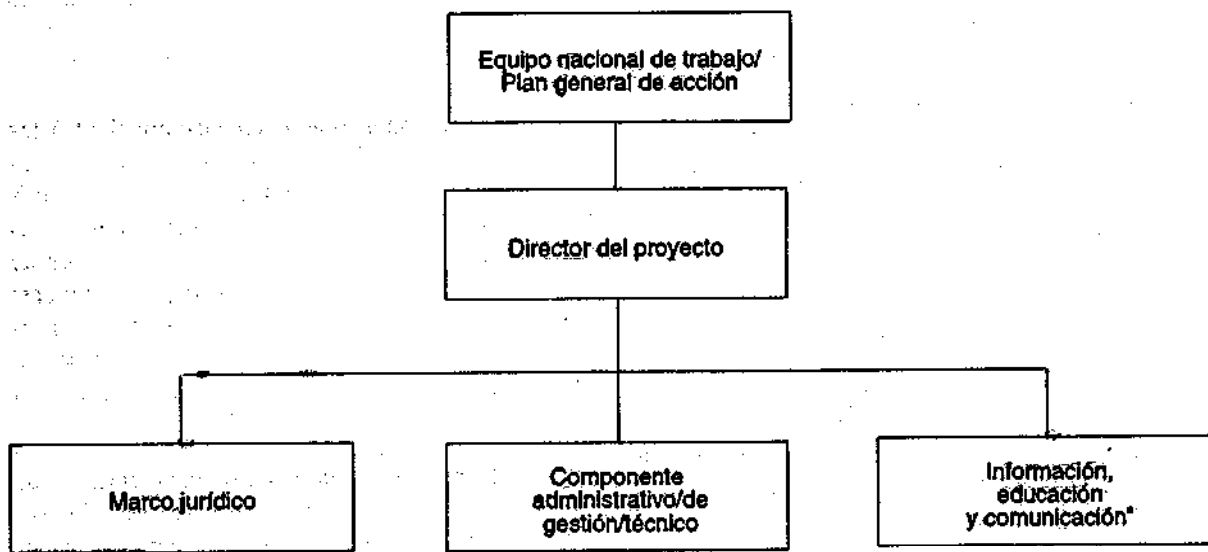 Equipo nacional de trabajo/
Plan general de acción
Director del proyecto
Marco jurídico
Componente
administrativo/de
gestión/técnico
Información,
educación
y comunicación*